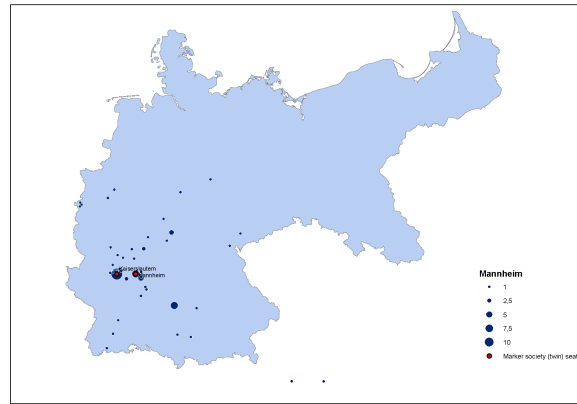 Kaiserslautern
Mannheim
Mannheim
1
2,5
5
7,5
10
Marker society (twin) seat